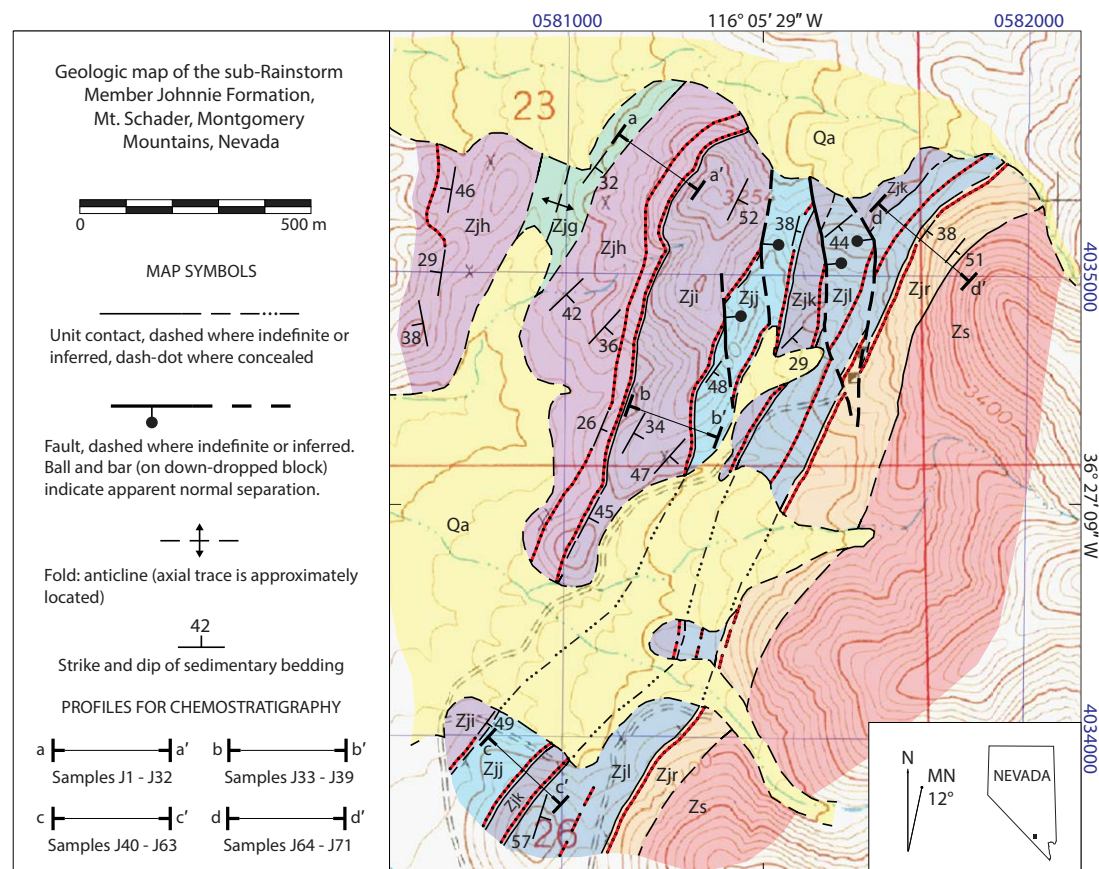 0581000
116° 05′ 29″ W
0582000
Geologic map of the sub-Rainstorm
Member Johnnie Formation,
Mt. Schader, Montgomery
Mountains, Nevada
0
500 m
MAP SYMBOLS
Unit contact, dashed where indefinite or
inferred, dash-dot where concealed
Fault, dashed where indefinite or inferred.
Ball and bar (on down-dropped block)
indicate apparent normal separation.
Fold: anticline (axial trace is approximately
located)
42
Strike and dip of sedimentary bedding
PROFILES FOR CHEMOSTRATIGRAPHY
a a′
Samples J1 - J32
b b′
Samples J33 - J39
c c′
Samples J40 - J63
d d′
Samples J64 - J71
23
a
Qa
32
a′
46
Zjk
d
52
38
38
Zjh
Zjg
Zjh
44
51
29
Zjr
d′
4035000
Zji
Zjj
Zjk
Zjl
42
Zs
38
36
29
48
b
3400
26
34
b′
47
36° 27′ 09″ W
45
Qa
Zji
49
c
4034000
Zjj
Zjl
Zjr
Zjk
c′
Zs
57
26
N
MN
12°
NEVADA